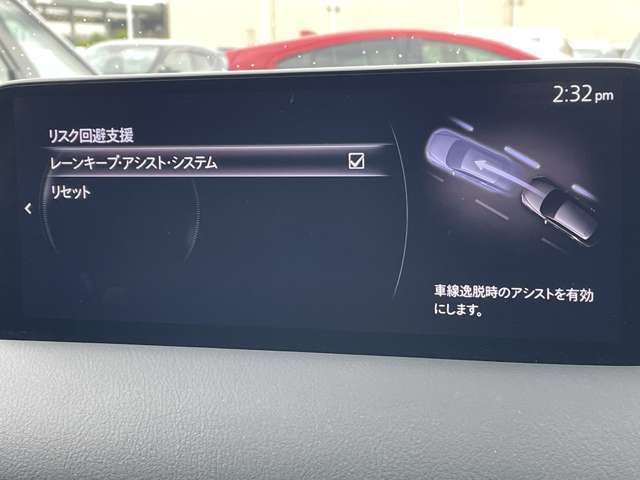 2:32 pm
リスク回避支援
レーンキープ・アシスト・システム
リセット
車線逸脱時のアシストを有効
にします。